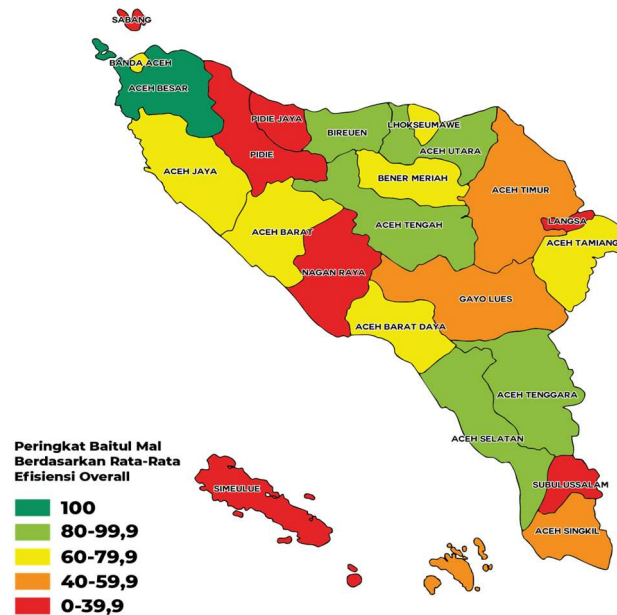 SABANG
BANDA ACEH
ACEH BESAR
PIDIE JAYA
BIREUEN
LHOKSEUMAWE
ACEH UTARA
PIDIE
ACEH JAYA
BENER MERIAH
ACEH TIMUR
LANGSA
ACEH BARAT
ACEH TENGAH
ACEH TAMIANG
NAGAN RAYA
GAYO LUES
ACEH BARAT DAYA
ACEH TENGGARA
ACEH SELATAN
SUBULUSSALAM
SIMEULUE
ACEH SINGKIL
Peringkat Baitul Mal
Berdasarkan Rata-Rata
Efisiensi Overall
100
80-99,9
60-79,9
40-59,9
0-39,9